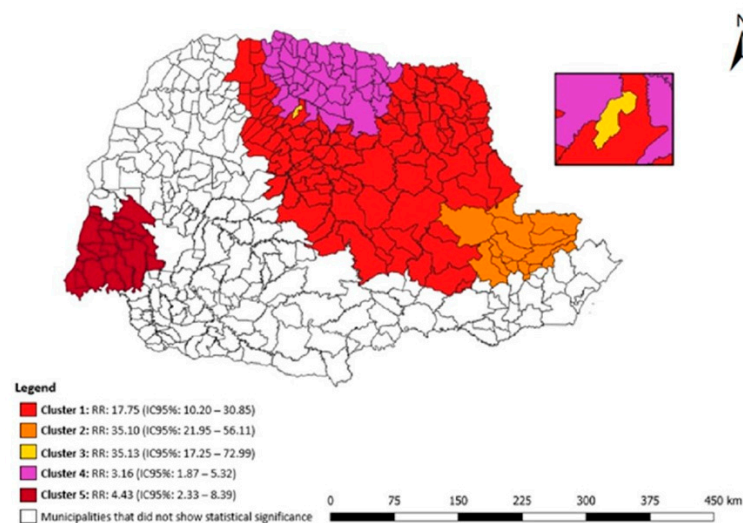 N
Legend
Cluster 1: RR: 17.75 (IC95%: 10.20 – 30.85)
Cluster 2: RR: 35.10 (IC95%: 21.95 – 56.11)
Cluster 3: RR: 35.13 (IC95%: 17.25 – 72.99)
Cluster 4: RR: 3.16 (IC95%: 1.87 – 5.32)
Cluster 5: RR: 4.43 (IC95%: 2.33 – 8.39)
Municipalities that did not show statistical significance
0 75 150 225 300 375 450 km